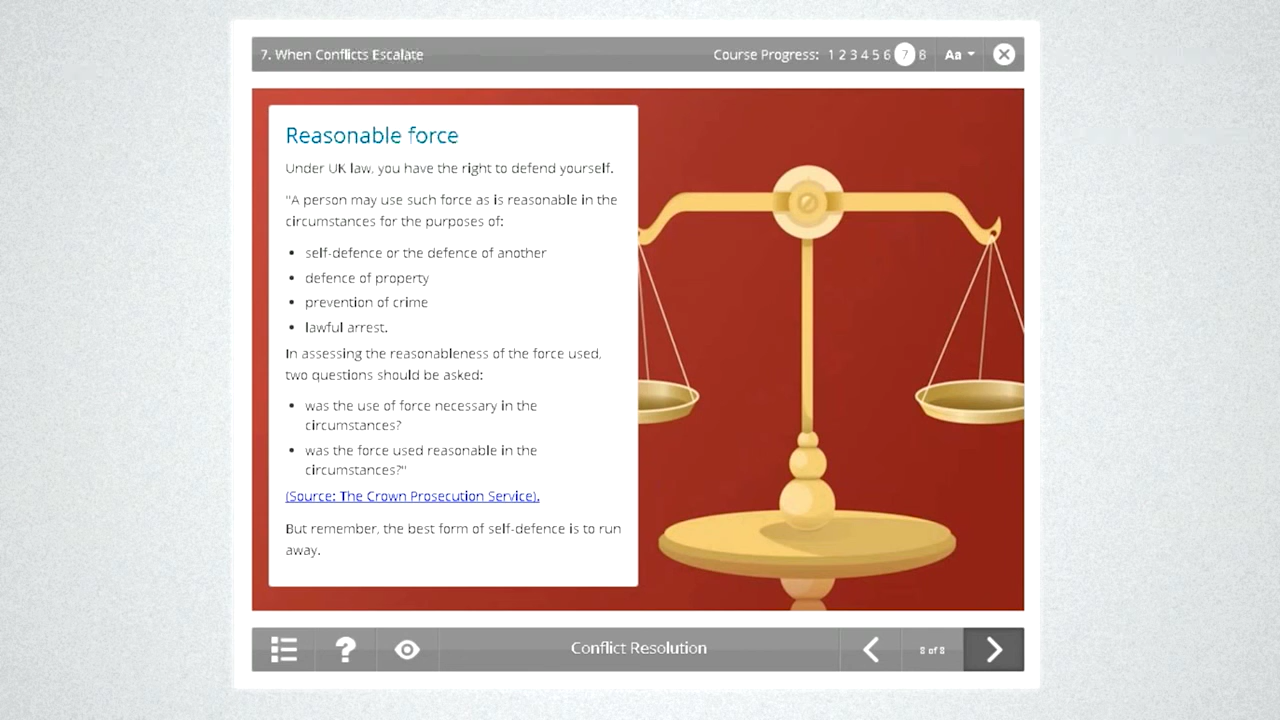 7. When Conflicts Escalate
Course Progress: 1 2 3 4 5 6 7 8
Aa
Reasonable force
Under UK law, you have the right to defend yourself.
"A person may use such force as is reasonable in the
circumstances for the purposes of:
• self-defence or the defence of another
• defence of property
• prevention of crime
• lawful arrest.
In assessing the reasonableness of the force used,
two questions should be asked:
• was the use of force necessary in the
circumstances?
• was the force used reasonable in the
circumstances?"
(Source: The Crown Prosecution Service).
But remember, the best form of self-defence is to run
away.
?
Conflict Resolution
8 of 8